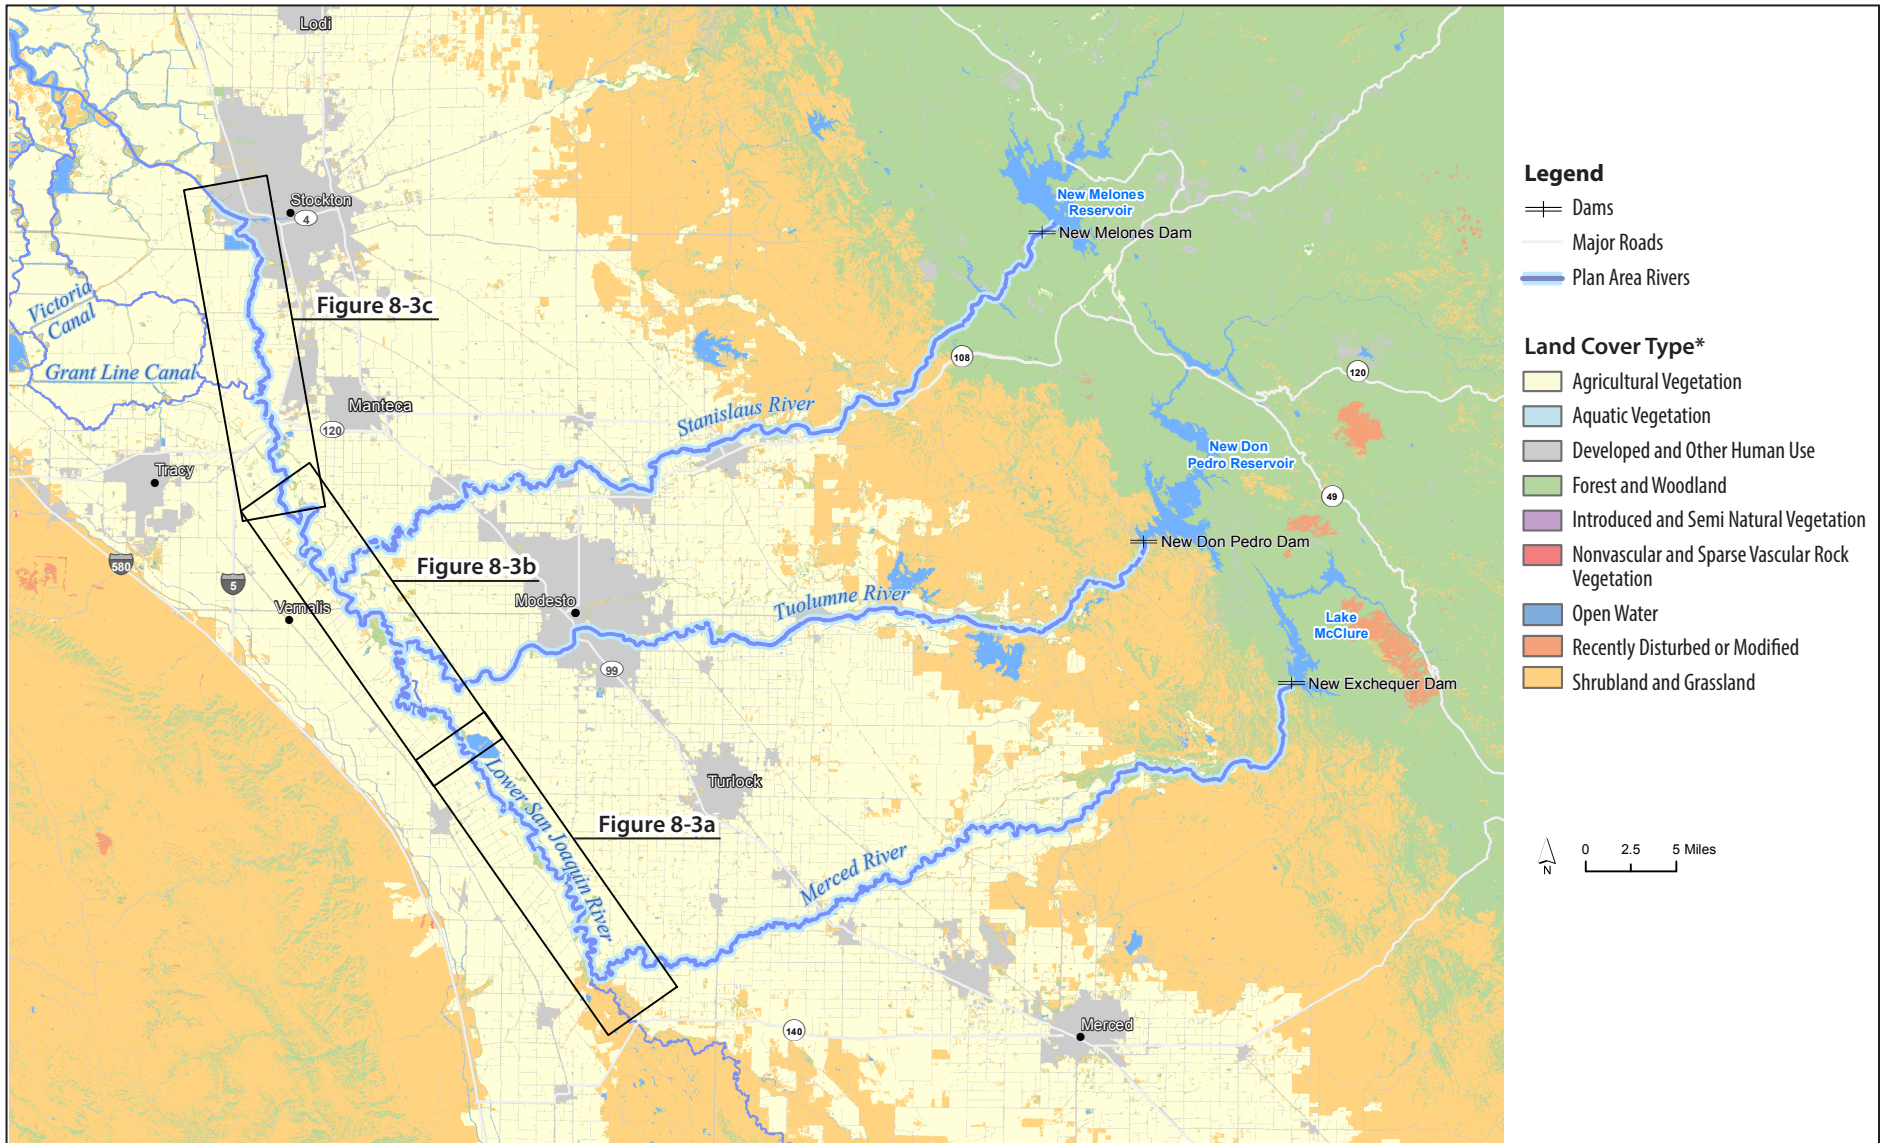 Lodi
Stockton
4
Figure 8-3c
Victoria
Canal
Grant Line Canal
Manteca
120
Tracy
580
5
Vernalis
Figure 8-3b
Modesto
99
Stanislaus River
108
New Melones
Reservoir
New Melones Dam
120
New Don
Pedro Reservoir
49
New Don Pedro Dam
Tuolumne River
Lake
McClure
New Exchequer Dam
Turlock
Figure 8-3a
Lower San Joaquin River
Merced River
140
Merced
Legend
Dams
Major Roads
Plan Area Rivers
Land Cover Type*
Agricultural Vegetation
Aquatic Vegetation
Developed and Other Human Use
Forest and Woodland
Introduced and Semi Natural Vegetation
Nonvascular and Sparse Vascular Rock
Vegetation
Open Water
Recently Disturbed or Modified
Shrubland and Grassland
N
0 2.5 5 Miles